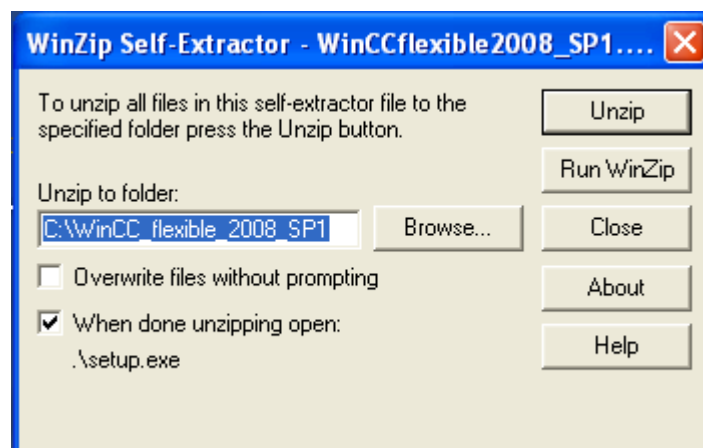 WinZip Self-Extractor - WinCCflexible2008_SP1....
To unzip all files in this self-extractor file to the
specified folder press the Unzip button.
Unzip
Run WinZip
Unzip to folder:
C:\WinCC_flexible_2008_SP1
Browse...
Close
Overwrite files without prompting
About
When done unzipping open:
.\setup.exe
Help